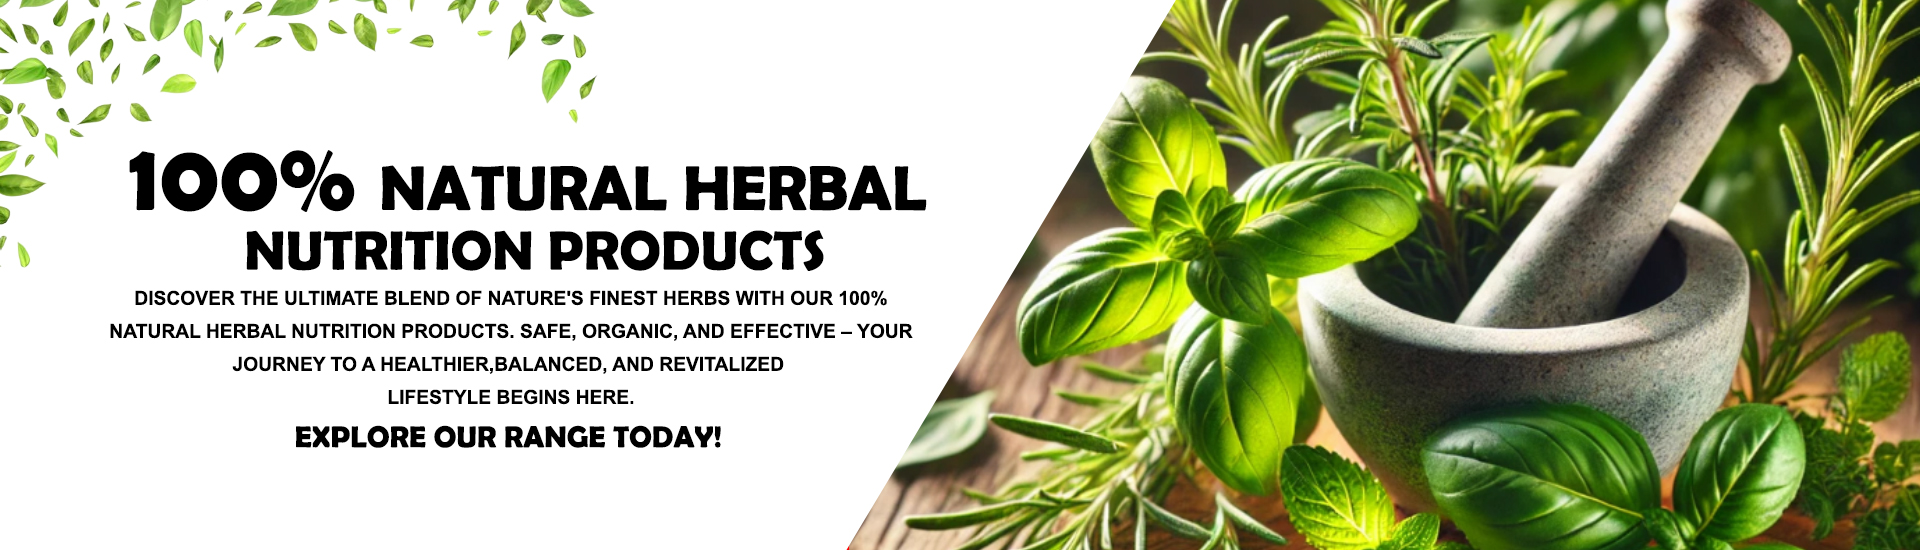 100% NATURAL HERBAL
NUTRITION PRODUCTS
DISCOVER THE ULTIMATE BLEND OF NATURE'S FINEST HERBS WITH OUR 100%
NATURAL HERBAL NUTRITION PRODUCTS. SAFE, ORGANIC, AND EFFECTIVE – YOUR
JOURNEY TO A HEALTHIER,BALANCED, AND REVITALIZED
LIFESTYLE BEGINS HERE.
EXPLORE OUR RANGE TODAY!